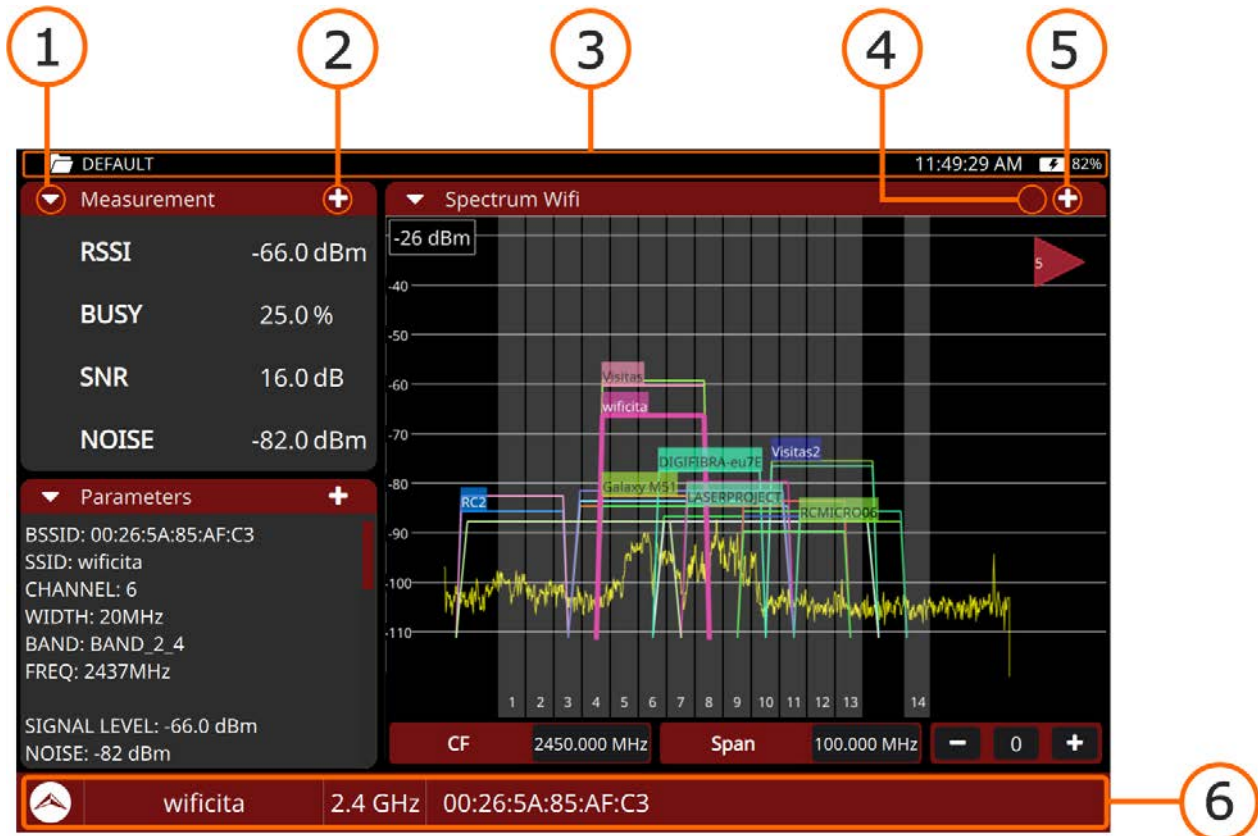 1 2 3 4 5
DEFAULT 11:49:29 AM 82%
Measurement
RSSI -66.0 dBm
BUSY 25.0 %
SNR 16.0 dB
NOISE -82.0 dBm
Parameters
BSSID: 00:26:5A:85:AF:C3
SSID: wificita
CHANNEL: 6
WIDTH: 20MHz
BAND: BAND_2_4
FREQ: 2437MHz
SIGNAL LEVEL: -66.0 dBm
NOISE: -82 dBm
Spectrum Wifi
-26 dBm
5
-40
-50
-60
-70
-80
-90
-100
-110
Visitas
wificita
DIGIFIBRA-eu7E
Visitas2
Galaxy M51
LASERPROJECT
RC2
RCMICRO06
1 2 3 4 5 6 7 8 9 10 11 12 13 14
CF 2450.000 MHz Span 100.000 MHz - 0 +
wificita 2.4 GHz 00:26:5A:85:AF:C3
6